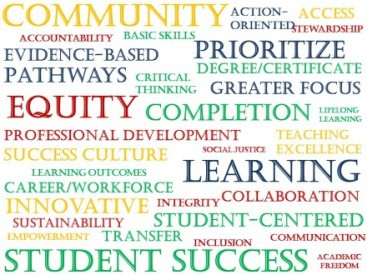 COMMUNITY
ACTION-ORIENTED
ACCESS
STEWARDSHIP
ACCOUNTABILITY
BASIC SKILLS
PRIORITIZE
EVIDENCE-BASED
PATHWAYS
CRITICAL
THINKING
DEGREE/CERTIFICATE
GREATER FOCUS
EQUITY
COMPLETION
LIFELONG
LEARNING
PROFESSIONAL DEVELOPMENT
TEACHING
EXCELLENCE
SUCCESS CULTURE
SOCIAL JUSTICE
LEARNING
LEARNING OUTCOMES
CAREER/WORKFORCE
COLLABORATION
INNOVATIVE
INTEGRITY
STUDENT-CENTERED
SUSTAINABILITY
EMPOWERMENT
TRANSFER
INCLUSION
COMMUNICATION
STUDENT SUCCESS
ACADEMIC
FREEDOM